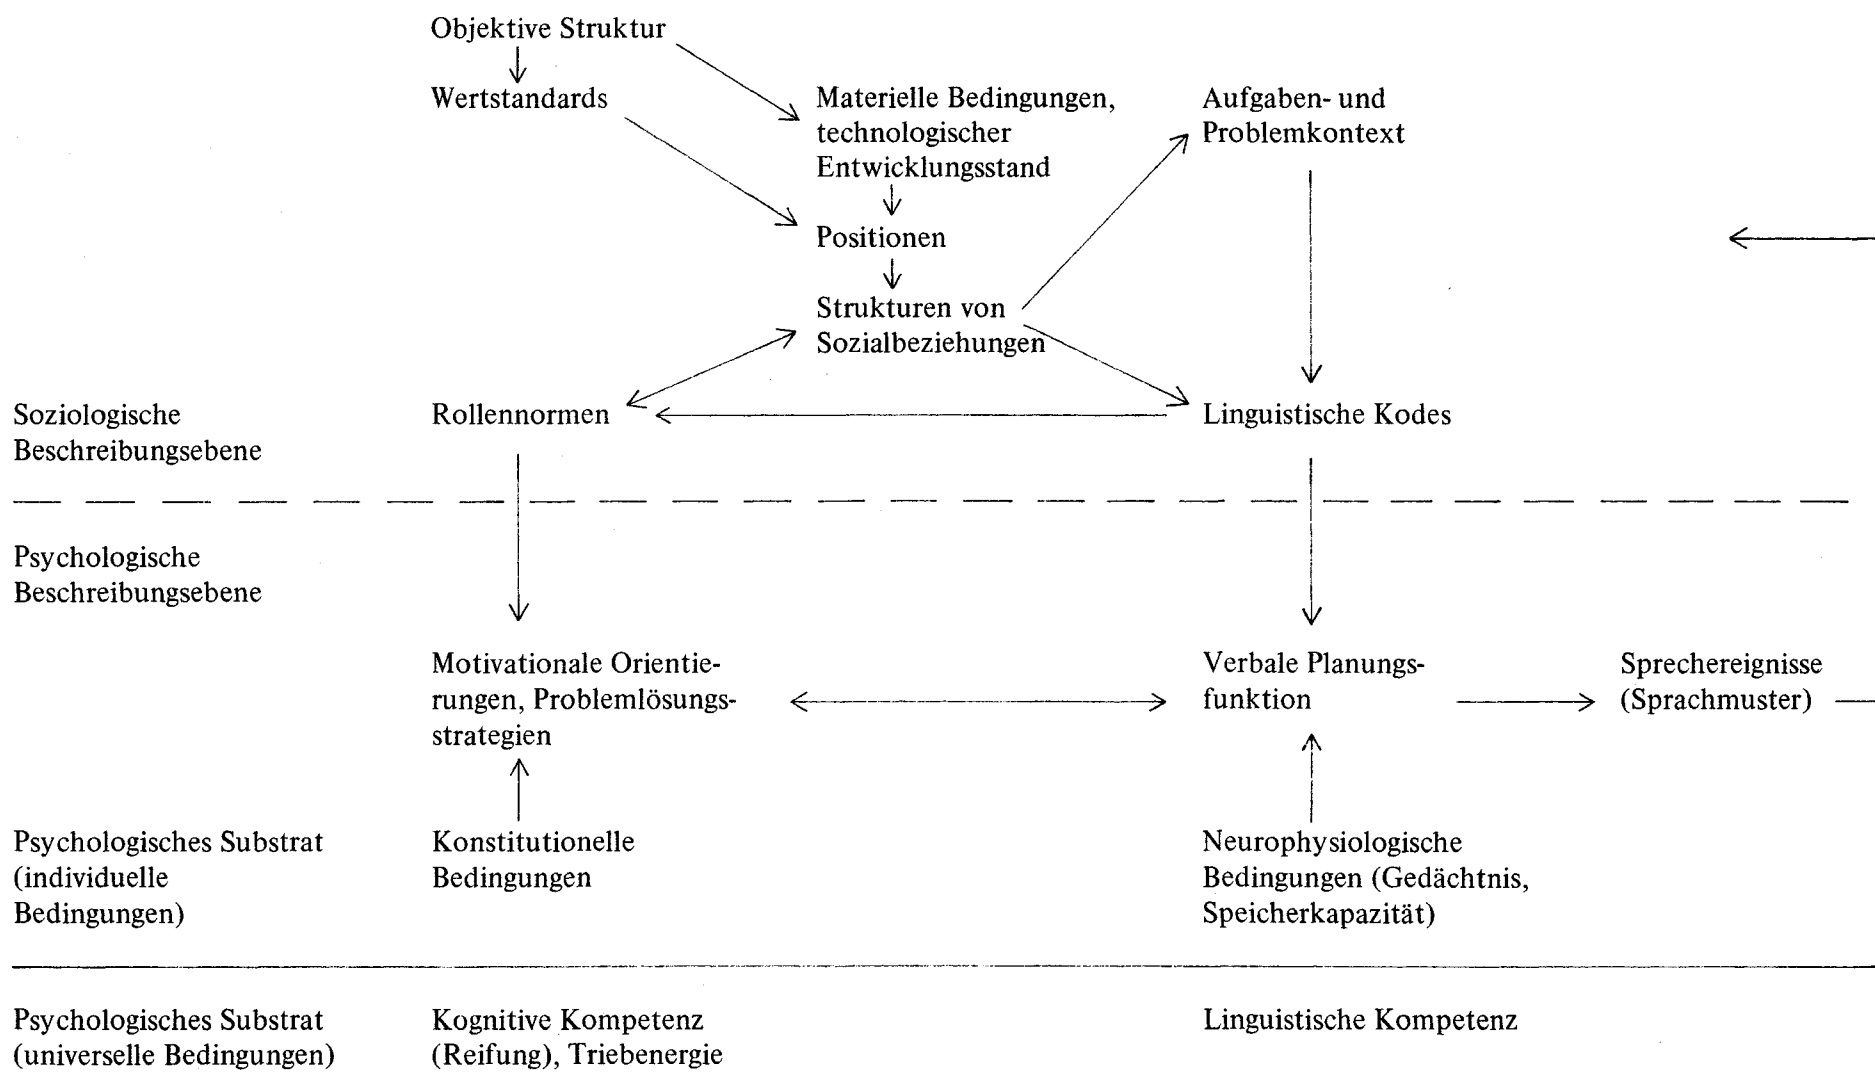 Objektive Struktur
Wertstandards
Materielle Bedingungen,
technologischer
Entwicklungsstand
Aufgaben- und
Problemkontext
Positionen
Strukturen von
Sozialbeziehungen
Soziologische
Beschreibungsebene
Rollennormen
Linguistische Kodes
Psychologische
Beschreibungsebene
Motivationale Orientie-
rungen, Problemlösungs-
strategien
Verbale Planungs-
funktion
Sprechereignisse
(Sprachmuster)
Psychologisches Substrat
(individuelle
Bedingungen)
Konstitutionelle
Bedingungen
Neurophysiologische
Bedingungen (Gedächtnis,
Speicherkapazität)
Psychologisches Substrat
(universelle Bedingungen)
Kognitive Kompetenz
(Reifung), Triebenergie
Linguistische Kompetenz